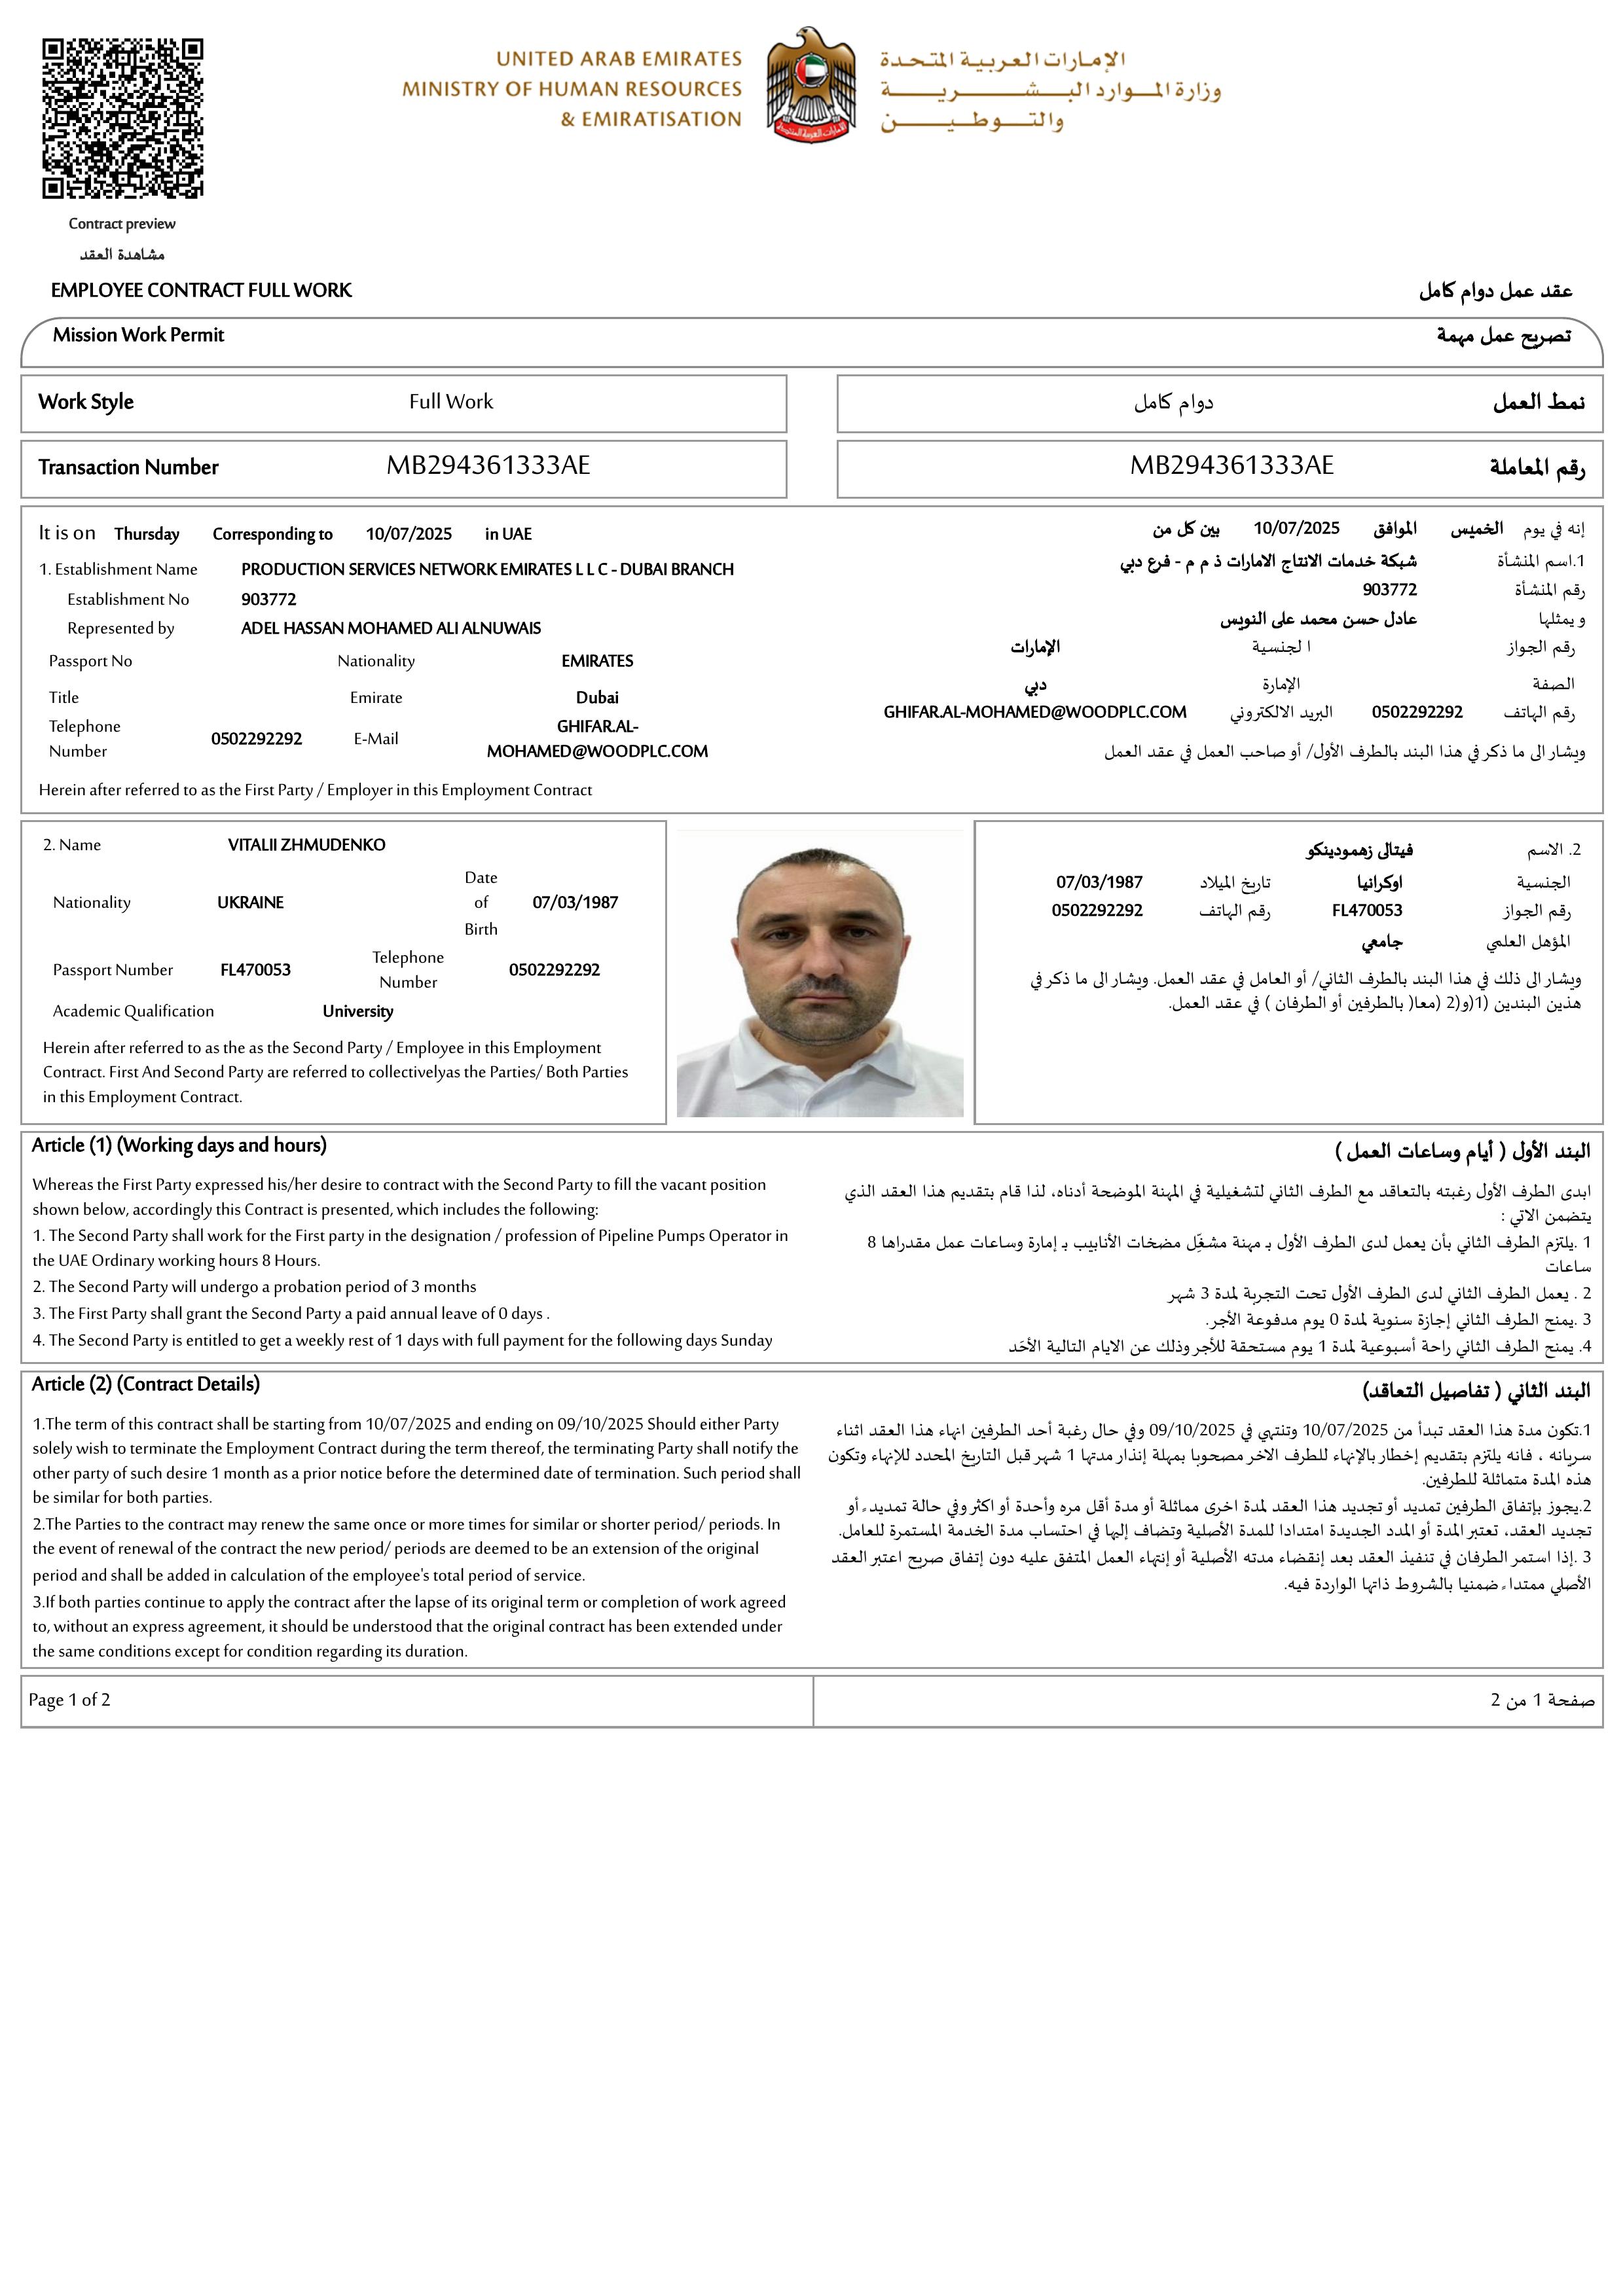 UNITED ARAB EMIRATES
MINISTRY OF HUMAN RESOURCES
& EMIRATISATION
الإمارات العربية المتحدة
وزارة الموارد البشرية
والتوطين
Contract preview
مشاهدة العقد
EMPLOYEE CONTRACT FULL WORK
عقد عمل دوام كامل
Mission Work Permit
تصريح عمل مهمة
Work Style Full Work
دوام كامل نمط العمل
Transaction Number MB294361333AE
MB294361333AE رقم المعاملة
It is on Thursday Corresponding to 10/07/2025 in UAE
1. Establishment Name PRODUCTION SERVICES NETWORK EMIRATES L L C - DUBAI BRANCH
Establishment No 903772
Represented by ADEL HASSAN MOHAMED ALI ALNUWAIS
Passport No Nationality EMIRATES
Title Emirate Dubai
Telephone Number 0502292292 E-Mail GHIFAR.AL-
MOHAMED@WOODPLC.COM
Herein after referred to as the First Party / Employer in this Employment Contract
إنه في يوم الخميس الموافق 10/07/2025 بين كل من
1.اسم المنشأة شبكة خدمات الانتاج الامارات ذ م م - فرع دبي
رقم المنشأة 903772
ويمثلها عادل حسن محمد على النويس
رقم الجواز ا لجنسية الإمارات
الصفة الإمارة دبي
رقم الهاتف 0502292292 البريد الالكتروني GHIFAR.AL-MOHAMED@WOODPLC.COM
ويشار الى ما ذكر في هذا البند بالطرف الأول/ أو صاحب العمل في عقد العمل
2. Name VITALII ZHMUDENKO
Nationality UKRAINE Date of Birth 07/03/1987
Passport Number FL470053 Telephone Number 0502292292
Academic Qualification University
Herein after referred to as the as the Second Party / Employee in this Employment
Contract. First And Second Party are referred to collectivelyas the Parties/ Both Parties
in this Employment Contract.
2. الاسم فيتالى زهمودينكو
الجنسية اوكرانيا تاريخ الميلاد 07/03/1987
رقم الجواز FL470053 رقم الهاتف 0502292292
المؤهل العلمي جامعي
ويشار الى ذلك في هذا البند بالطرف الثاني/ أو العامل في عقد العمل. ويشار الى ما ذكر في
هذين البندين (1)و(2) (معا) بالطرفين أو الطرفان ) في عقد العمل.
Article (1) (Working days and hours)
Whereas the First Party expressed his/her desire to contract with the Second Party to fill the vacant position
shown below, accordingly this Contract is presented, which includes the following:
1. The Second Party shall work for the First party in the designation / profession of Pipeline Pumps Operator in
the UAE Ordinary working hours 8 Hours.
2. The Second Party will undergo a probation period of 3 months
3. The First Party shall grant the Second Party a paid annual leave of 0 days .
4. The Second Party is entitled to get a weekly rest of 1 days with full payment for the following days Sunday
البند الأول ( أيام وساعات العمل )
ابدى الطرف الأول رغبته بالتعاقد مع الطرف الثاني لتشغيلية في المهنة الموضحة أدناه، لذا قام بتقديم هذا العقد الذي
يتضمن الاتي :
1 .يلتزم الطرف الثاني بأن يعمل لدى الطرف الأول بـ مهنة مشغّل مضخات الأنابيب بـ إمارة وساعات عمل مقدراها 8
ساعات
2 . يعمل الطرف الثاني لدى الطرف الأول تحت التجربة لمدة 3 شهر
3 .يمنح الطرف الثاني إجازة سنوية لمدة 0 يوم مدفوعة الأجر.
4. يمنح الطرف الثاني راحة أسبوعية لمدة 1 يوم مستحقة للأجر وذلك عن الايام التالية الأحَد
Article (2) (Contract Details)
1.The term of this contract shall be starting from 10/07/2025 and ending on 09/10/2025 Should either Party
solely wish to terminate the Employment Contract during the term thereof, the terminating Party shall notify the
other party of such desire 1 month as a prior notice before the determined date of termination. Such period shall
be similar for both parties.
2.The Parties to the contract may renew the same once or more times for similar or shorter period/ periods. In
the event of renewal of the contract the new period/ periods are deemed to be an extension of the original
period and shall be added in calculation of the employee's total period of service.
3.If both parties continue to apply the contract after the lapse of its original term or completion of work agreed
to, without an express agreement, it should be understood that the original contract has been extended under
the same conditions except for condition regarding its duration.
البند الثاني ( تفاصيل التعاقد)
1.تكون مدة هذا العقد تبدأ من 10/07/2025 وتنتهي في 09/10/2025 وفي حال رغبة أحد الطرفين انهاء هذا العقد اثناء
سريانه ، فانه يلتزم بتقديم إخطار بالإنهاء للطرف الاخر مصحوبا بمهلة إنذار مدتها 1 شهر قبل التاريخ المحدد للإنهاء وتكون
هذه المدة متماثلة للطرفين.
2.يجوز بإتفاق الطرفين تمديد أو تجديد هذا العقد لمدة اخرى مماثلة أو مدة أقل مره وأحدة أو اكثر وفي حالة تمديدء أو
تجديد العقد، تعتبر المدة أو المدد الجديدة امتدادا للمدة الأصلية وتضاف إليها في احتساب مدة الخدمة المستمرة للعامل.
3 .إذا استمر الطرفان في تنفيذ العقد بعد إنقضاء مدته الأصلية أو إنتهاء العمل المتفق عليه دون إتفاق صريح اعتبر العقد
الأصلي ممتداء ضمنيا بالشروط ذاتها الواردة فيه.
Page 1 of 2
صفحة 1 من 2